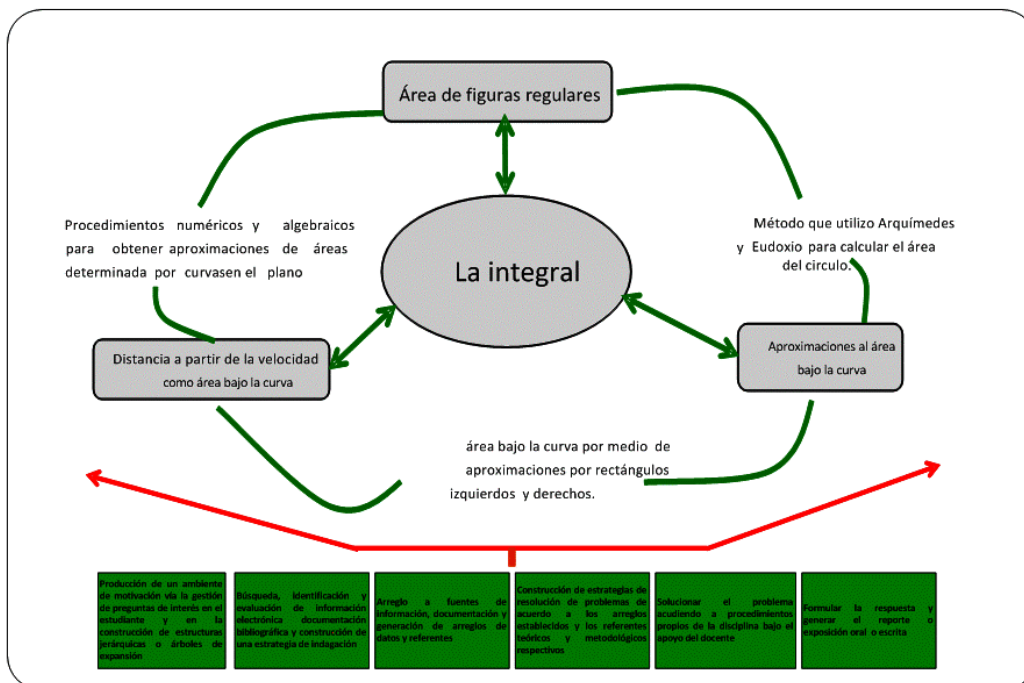 Área de figuras regulares
Procedimientos numéricos y algebraicos
para obtener aproximaciones de áreas
determinada por curvasen el plano
Método que utilizo Arquímedes
y Eudoxio para calcular el área
del circulo.
La integral
Distancia a partir de la velocidad
como área bajo la curva
Aproximaciones al área
bajo la curva
área bajo la curva por medio de
aproximaciones por rectángulos
izquierdos y derechos.
Producción de un ambiente
de motivación vía la gestión
de preguntas de interés en el
estudiante y en la
construcción de estructuras
jerárquicas o árboles de
expansión
Búsqueda, identificación y
evaluación de información
electrónica documentación
bibliográfica y construcción de
una estrategia de indagación
Arreglo a fuentes de
información, documentación y
generación de arreglos de
datos y referentes
Construcción de estrategias de
resolución de problemas de
acuerdo a los arreglos
establecidos y los referentes
teóricos y metodológicos
respectivos
Solucionar el problema
acudiendo a procedimientos
propios de la disciplina bajo el
apoyo del docente
Formular la respuesta y
generar el reporte o
exposición oral o escrita